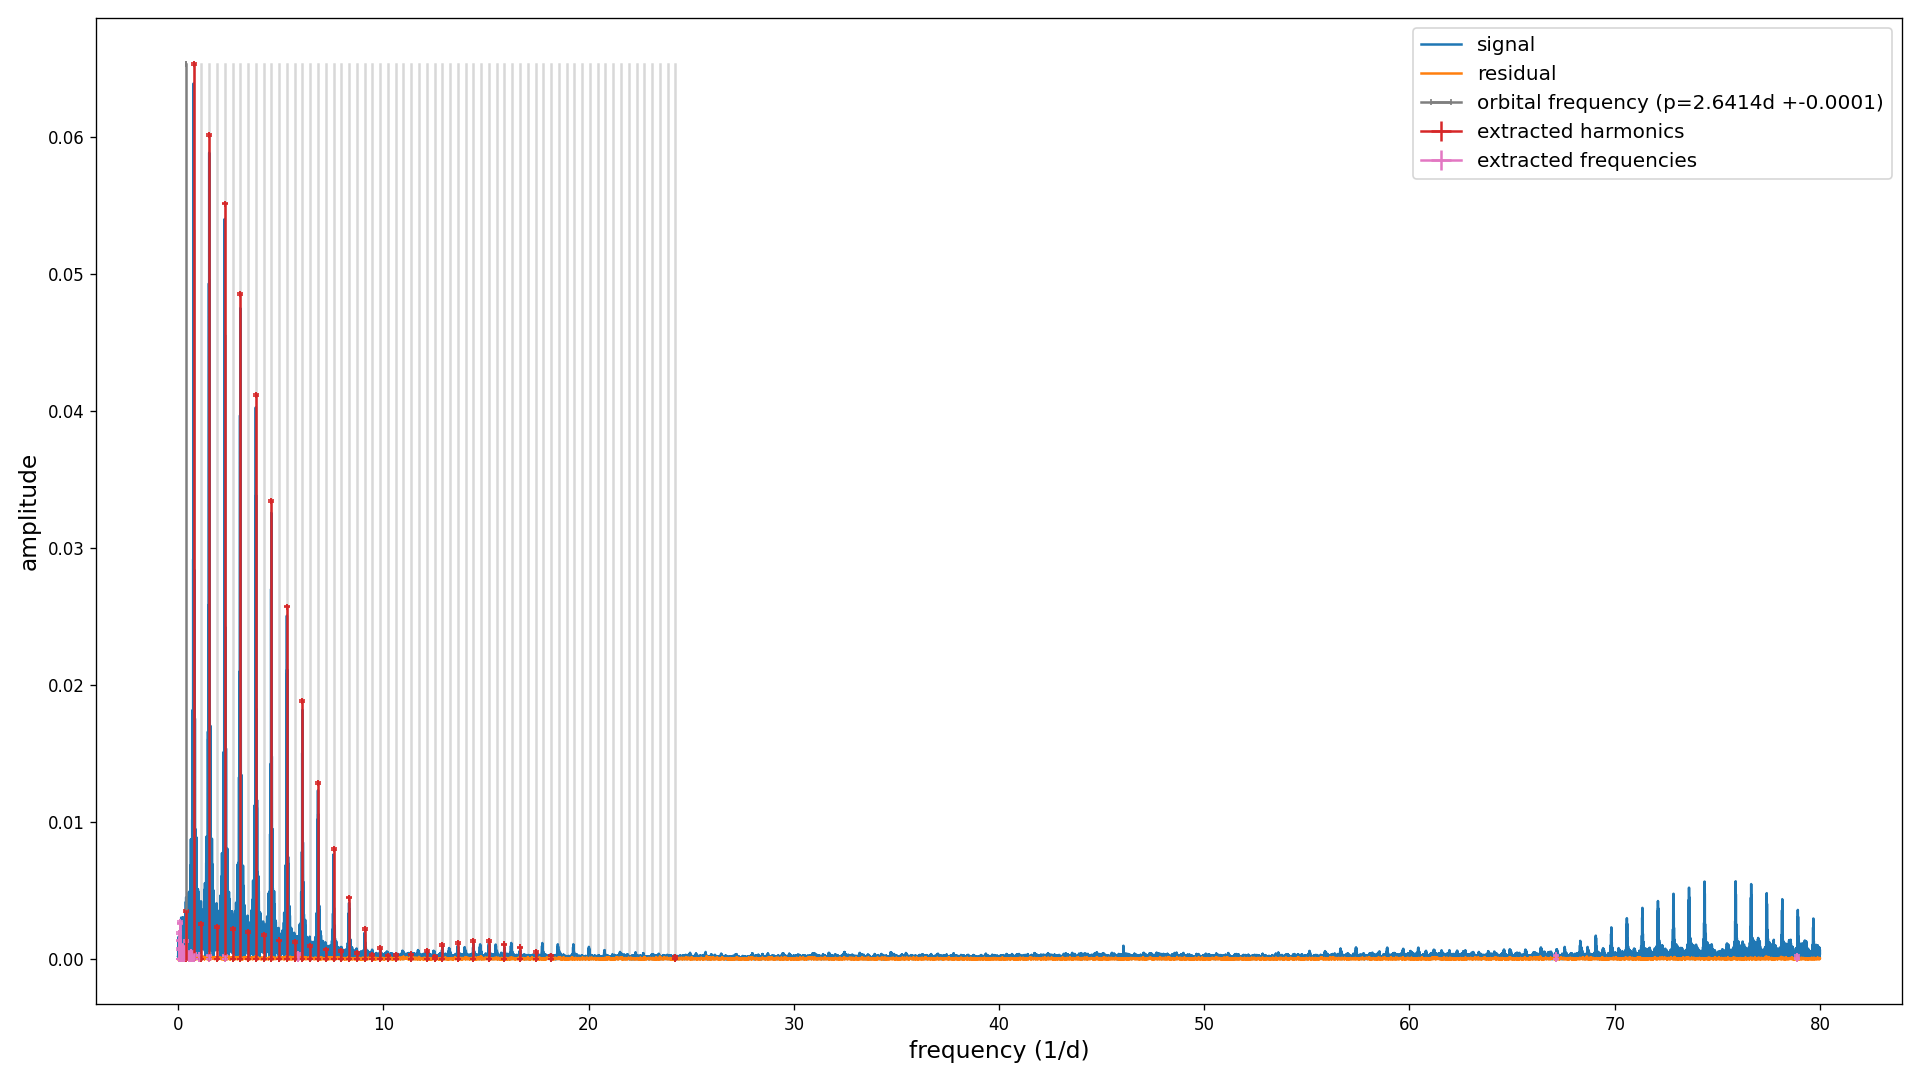 signal
residual
orbital frequency (p=2.6414d +-0.0001)
extracted harmonics
extracted frequencies
0.06
0.05
0.04
0.03
0.02
0.01
0.00
amplitude
0 10 20 30 40 50 60 70 80
frequency (1/d)